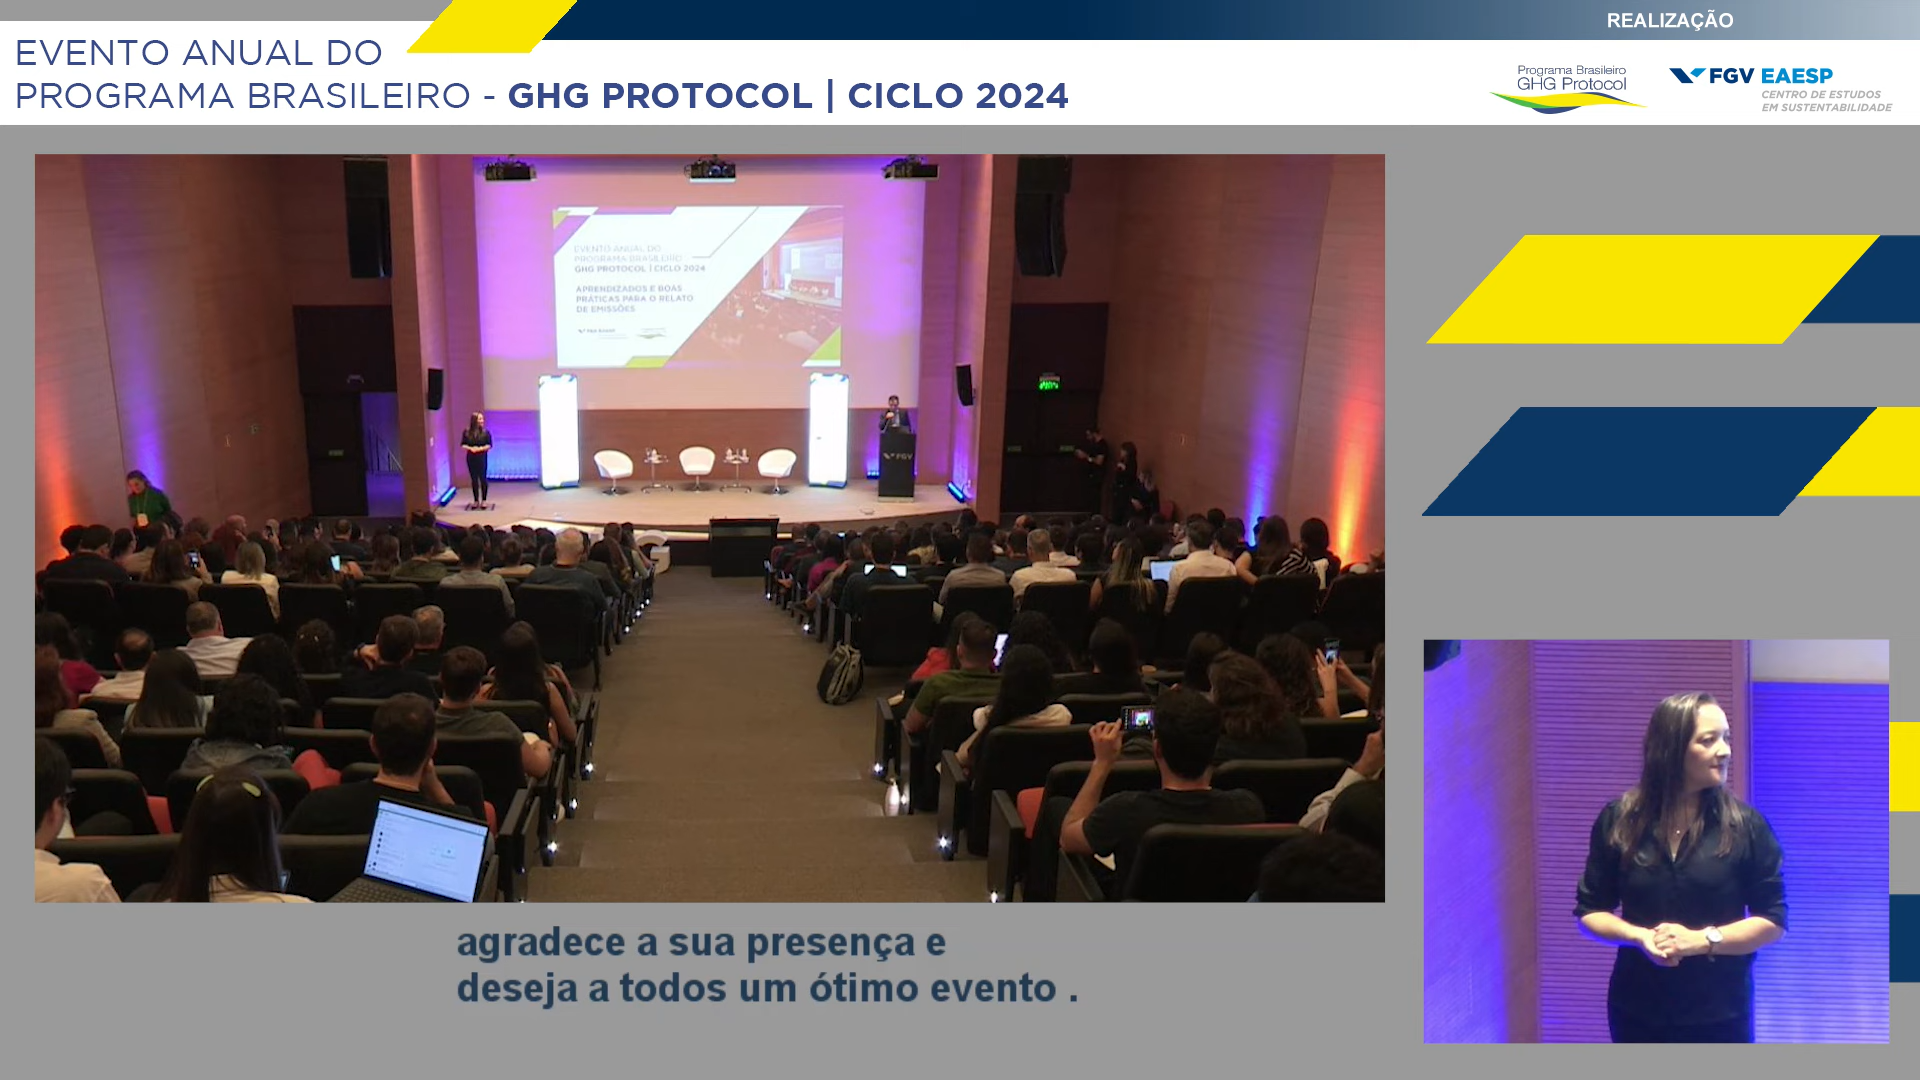 REALIZAÇÃO
EVENTO ANUAL DO
PROGRAMA BRASILEIRO - GHG PROTOCOL | CICLO 2024
Programa Brasileiro
GHG Protocol
FGV EAESP
CENTRO DE ESTUDOS
EM SUSTENTABILIDADE
EVENTO ANUAL DO
PROGRAMA BRASILEIRO
GHG PROTOCOL | CICLO 2024
APRENDIZADOS E BOAS
PRÁTICAS PARA O RELATO
DE EMISSÕES
FGV EAESP
FGV
agradece a sua presença e
deseja a todos um ótimo evento .